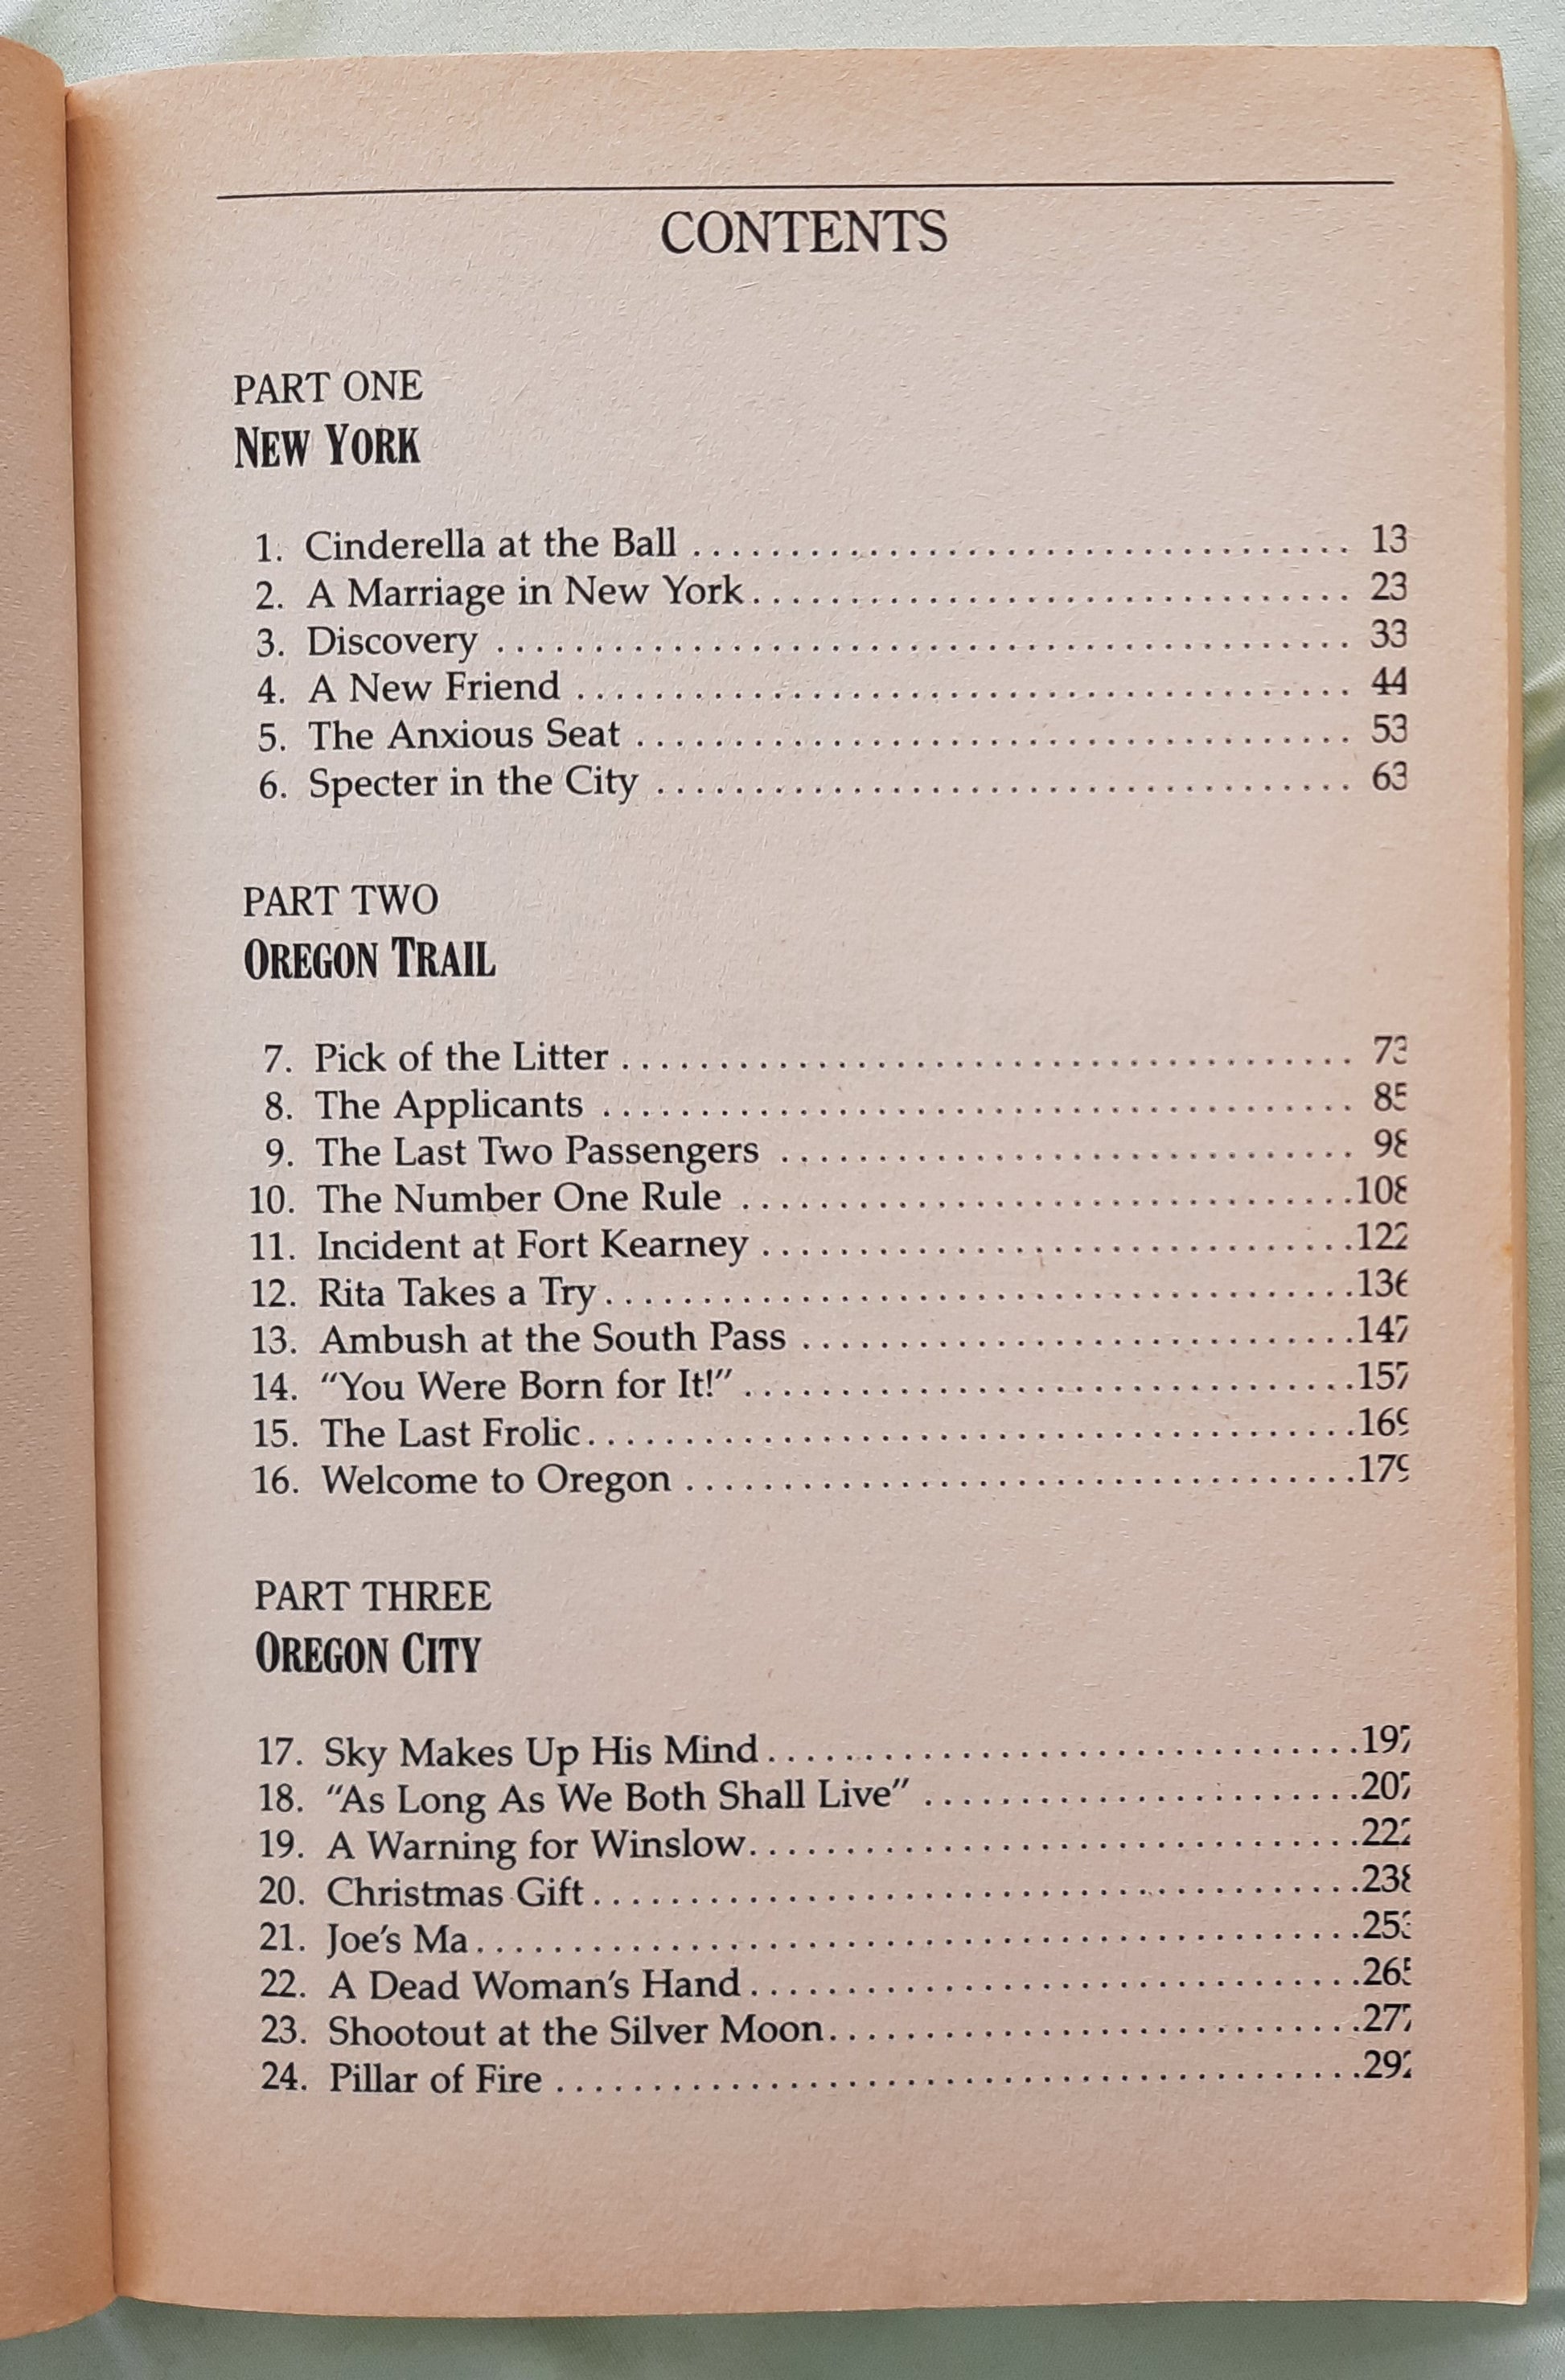 CONTENTS
PART ONE
NEW YORK
1. Cinderella at the Ball .................................. 13
2. A Marriage in New York............................... 23
3. Discovery ............................................ 33
4. A New Friend ........................................ 44
5. The Anxious Seat ..................................... 53
6. Specter in the City .................................... 63
PART TWO
OREGON TRAIL
7. Pick of the Litter ...................................... 73
8. The Applicants ....................................... 85
9. The Last Two Passengers .............................. 98
10. The Number One Rule ................................108
11. Incident at Fort Kearney ...............................122
12. Rita Takes a Try.......................................136
13. Ambush at the South Pass .............................147
14. “You Were Born for It!” ................................157
15. The Last Frolic........................................169
16. Welcome to Oregon ...................................179
PART THREE
OREGON CITY
17. Sky Makes Up His Mind...............................197
18. “As Long As We Both Shall Live” .......................207
19. A Warning for Winslow................................222
20. Christmas Gift........................................238
21. Joe’s Ma..............................................253
22. A Dead Woman’s Hand................................265
23. Shootout at the Silver Moon............................277
24. Pillar of Fire ..........................................292